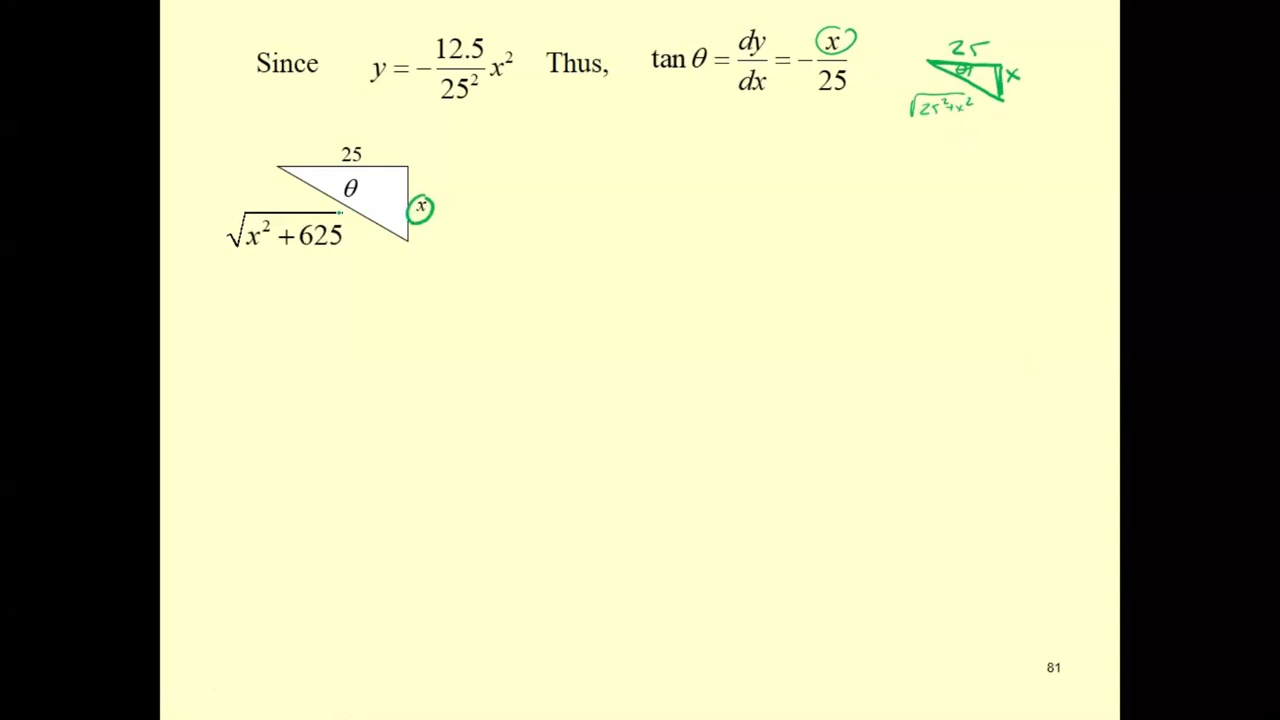 Since y = −12.5/25² x² Thus, tan θ = dy/dx = −x/25
25
θ
x
√25²+x²
25
θ
x
√x² + 625
81